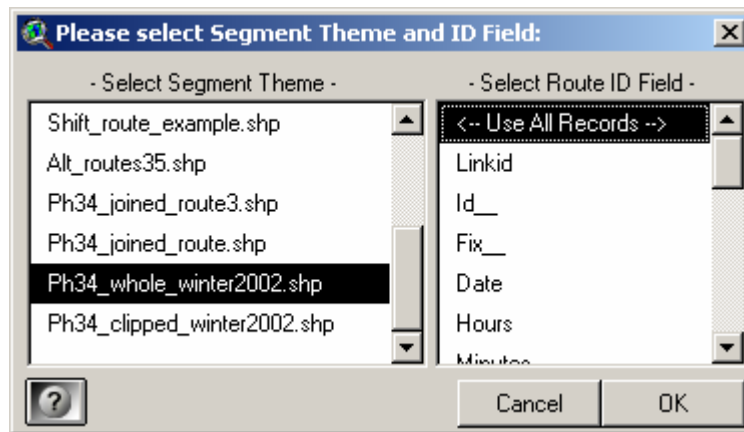 Please select Segment Theme and ID Field:
- Select Segment Theme -
Shift_route_example.shp
Alt_routes35.shp
Ph34_joined_route3.shp
Ph34_joined_route.shp
Ph34_whole_winter2002.shp
Ph34_clipped_winter2002.shp
- Select Route ID Field -
<-- Use All Records -->
Linkid
Id__
Fix__
Date
Hours
Minutes
?
Cancel
OK